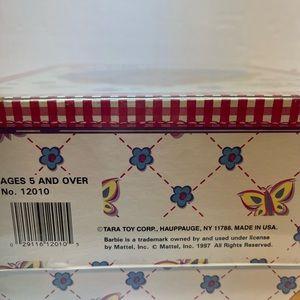 AGES 5 AND OVER
No. 12010
0 29116 12010 5
©TARA TOY CORP., HAUPPAUGE, NY 11788. MADE IN USA.
Barbie is a trademark owned by and used under license
by Mattel, Inc. © Mattel, Inc. 1997 All Rights Reserved.